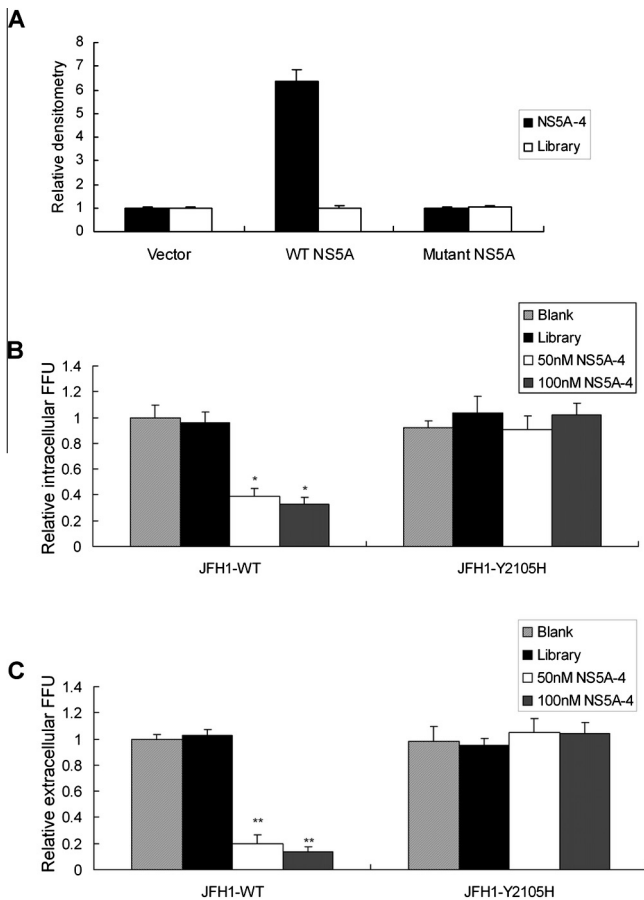 A
Relative densitometry
8
7
6
5
4
3
2
1
0
Vector
WT NS5A
Mutant NS5A
NS5A-4
Library
B
Relative intracellular FFU
1.4
1.2
1
0.8
0.6
0.4
0.2
0
*
*
JFH1-WT
JFH1-Y2105H
Blank
Library
50nM NS5A-4
100nM NS5A-4
C
Relative extracellular FFU
1.4
1.2
1
0.8
0.6
0.4
0.2
0
**
**
JFH1-WT
JFH1-Y2105H
Blank
Library
50nM NS5A-4
100nM NS5A-4